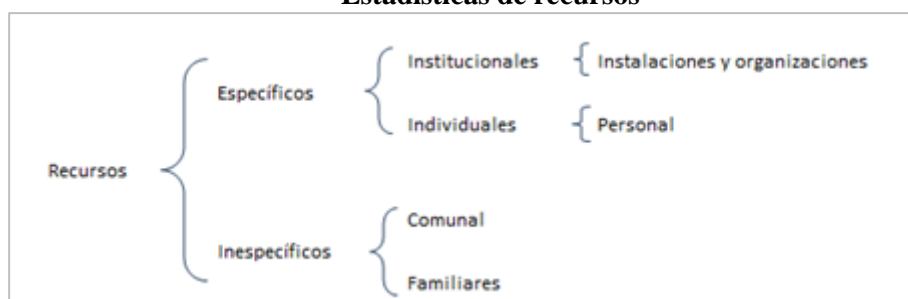 Estadísticas de recursos
Institucionales
Instalaciones y organizaciones
Específicos
Individuales
Personal
Recursos
Comunal
Inespecíficos
Familiares